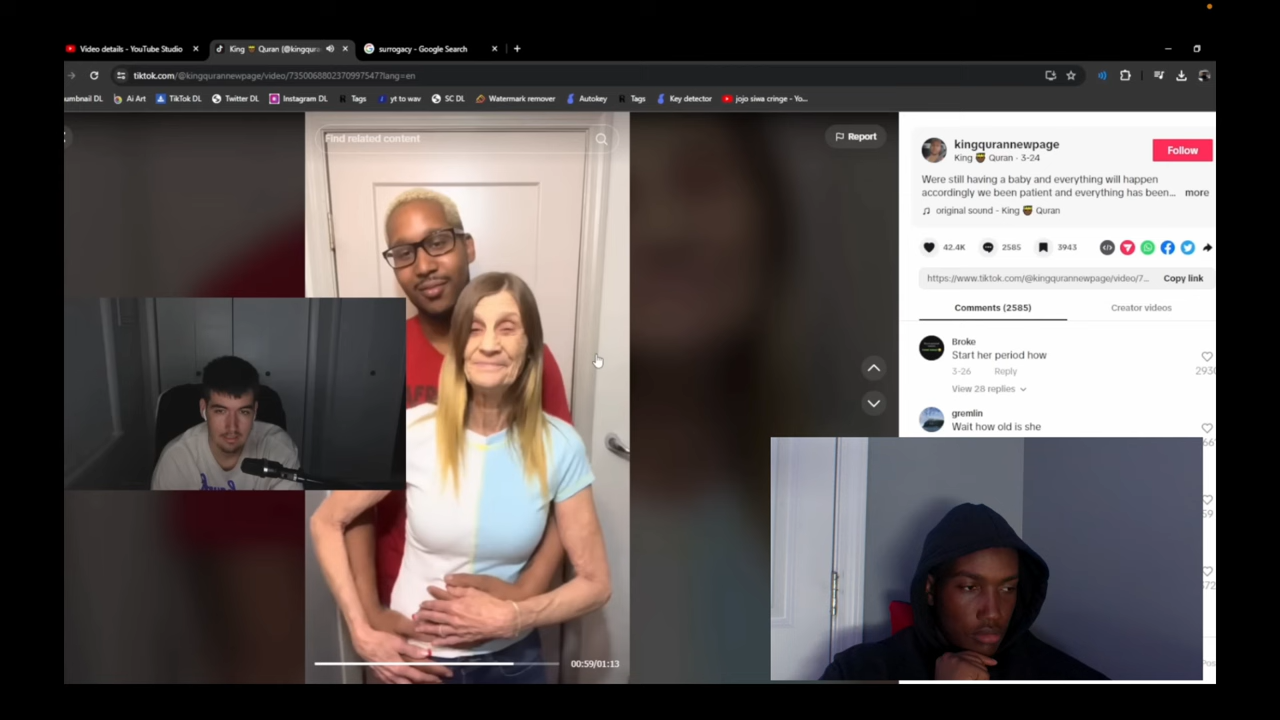 Video details - YouTube Studio
King Quran (@kingqura
surrogacy - Google Search
tiktok.com/@kingqurannewpage/video/7350068802370997547?lang=en
umbnail DL
Ai Art
TikTok DL
Twitter DL
Instagram DL
Tags
yt to wav
SC DL
Watermark remover
Autokey
Tags
Key detector
jojo siwa cringe - Yo...
Find related content
Report
00:59/01:13
kingqurannewpage
King Quran · 3-24
Follow
Were still having a baby and everything will happen
accordingly we been patient and everything has been... more
original sound - King Quran
42.4K
2585
3943
https://www.tiktok.com/@kingqurannewpage/video/7...
Copy link
Comments (2585)
Creator videos
Broke
Start her period how
3-26 Reply
View 28 replies
gremlin
Wait how old is she